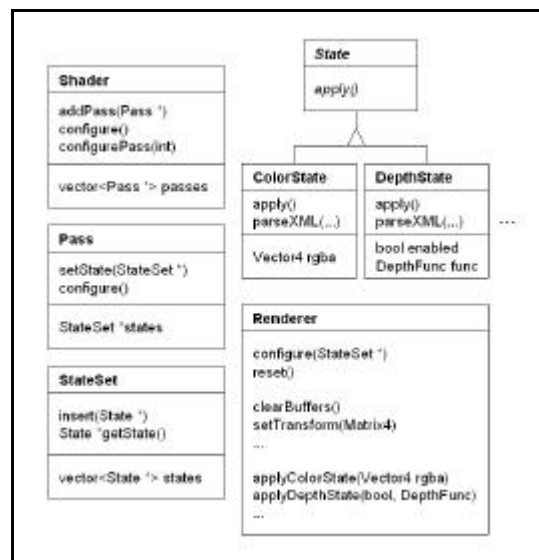 Shader
addPass(Pass *)
configure()
configurePass(int)
vector<Pass *> passes
Pass
setState(StateSet *)
configure()
StateSet *states
StateSet
insert(State *)
State *getState()
vector<State *> states
State
apply()
ColorState
apply()
parseXML(...)
Vector4 rgba
DepthState
apply()
parseXML(...)
bool enabled
DepthFunc func
...
Renderer
configure(StateSet *)
reset()
clearBuffers()
setTransform(Matrix4)
...
applyColorState(Vector4 rgba)
applyDepthState(bool, DepthFunc)
...